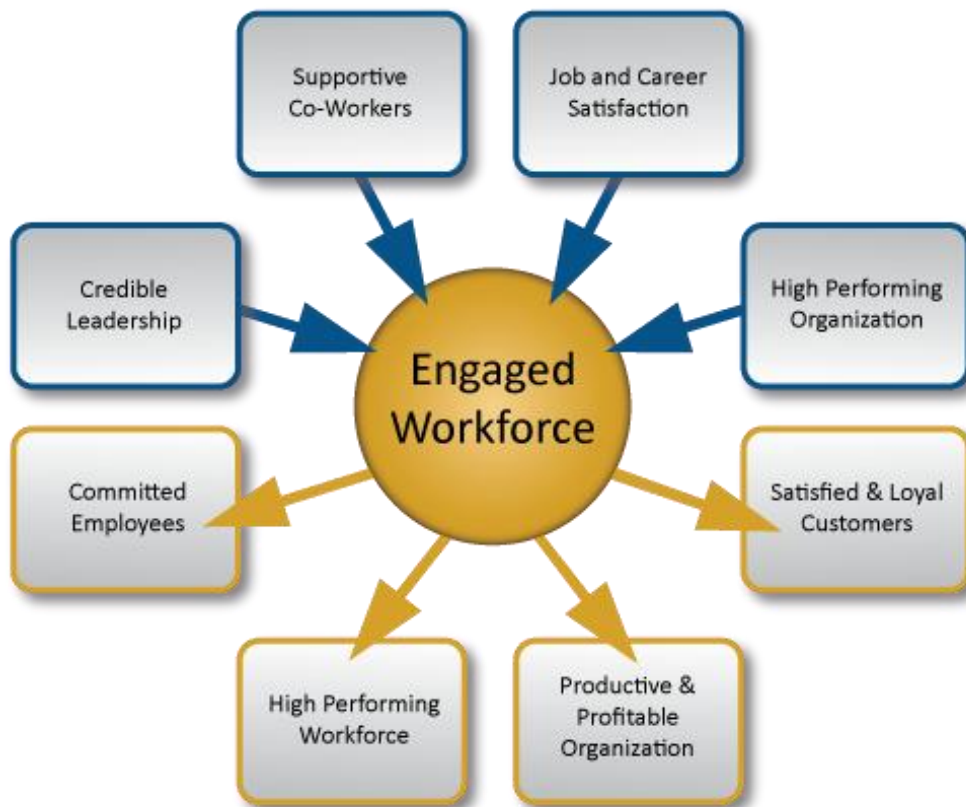 Supportive
Co-Workers
Job and Career
Satisfaction
Credible
Leadership
High Performing
Organization
Engaged
Workforce
Committed
Employees
Satisfied & Loyal
Customers
High Performing
Workforce
Productive &
Profitable
Organization